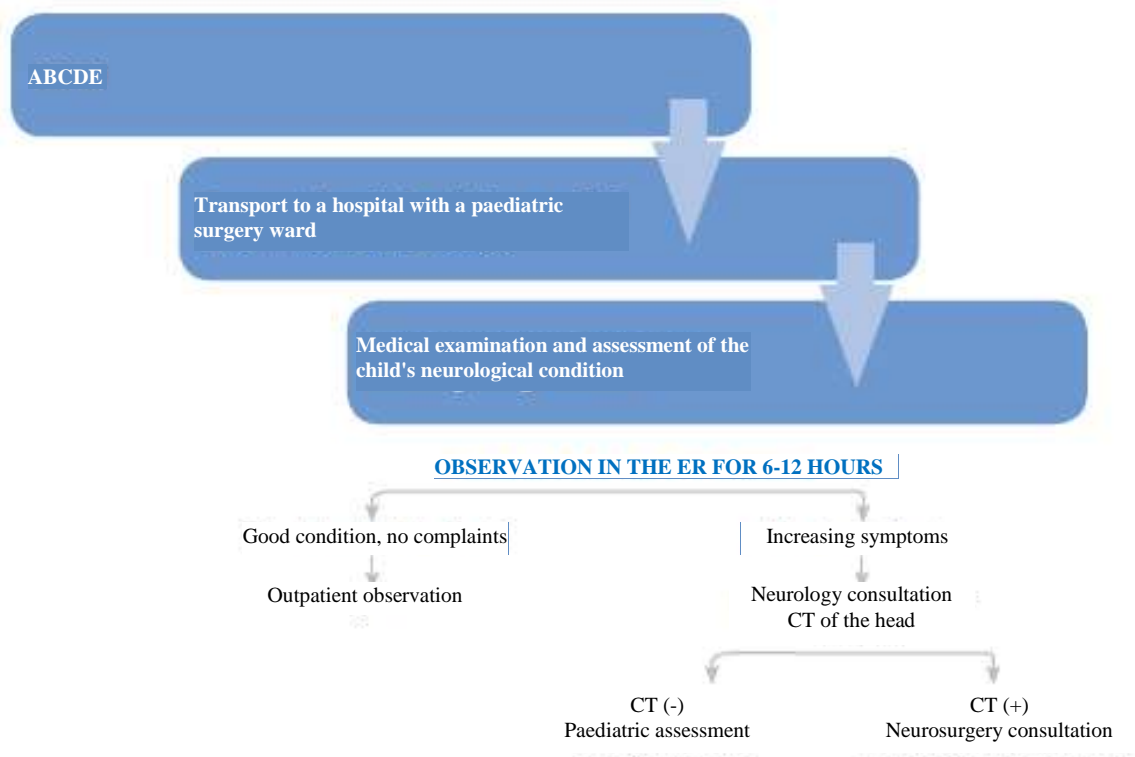 ABCDE
Transport to a hospital with a paediatric
surgery ward
Medical examination and assessment of the
child's neurological condition
OBSERVATION IN THE ER FOR 6-12 HOURS
Good condition, no complaints
Increasing symptoms
Outpatient observation
Neurology consultation
CT of the head
CT (-)
Paediatric assessment
CT (+)
Neurosurgery consultation